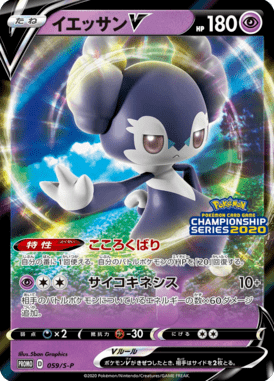 たね
イエッサンV
HP 180
Pokémon
POKÉMON CARD GAME
CHAMPIONSHIP
SERIES 2020
特性 こころくばり
自分の番に1回使える。自分のバトルポケモンのHPを「20」回復する。
サイコキネシス 10+
相手のバトルポケモンについているエネルギーの数×60ダメージ
追加。
弱点 ×2 抵抗力 -30 にげる
Illus.5ban Graphics
Vルール
ポケモンVがきぜつしたとき、相手はサイドを2枚とる。
PROMO D 059/S-P
©2020 Pokémon/Nintendo/Creatures/GAME FREAK.